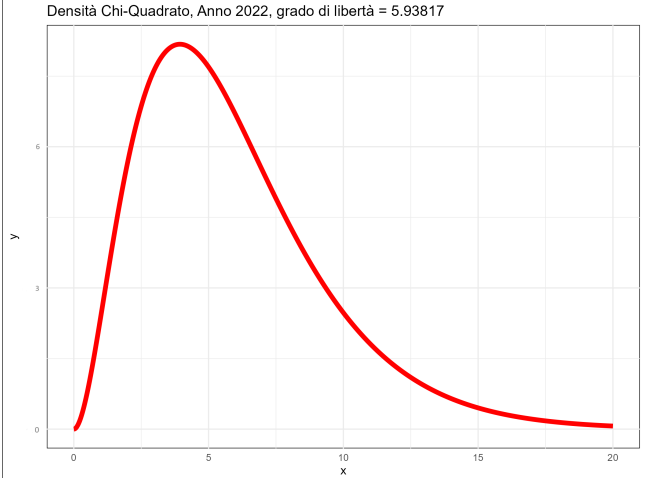 Densità Chi-Quadrato, Anno 2022, grado di libertà = 5.93817
6
y
3
0
0 5 10 15 20
x